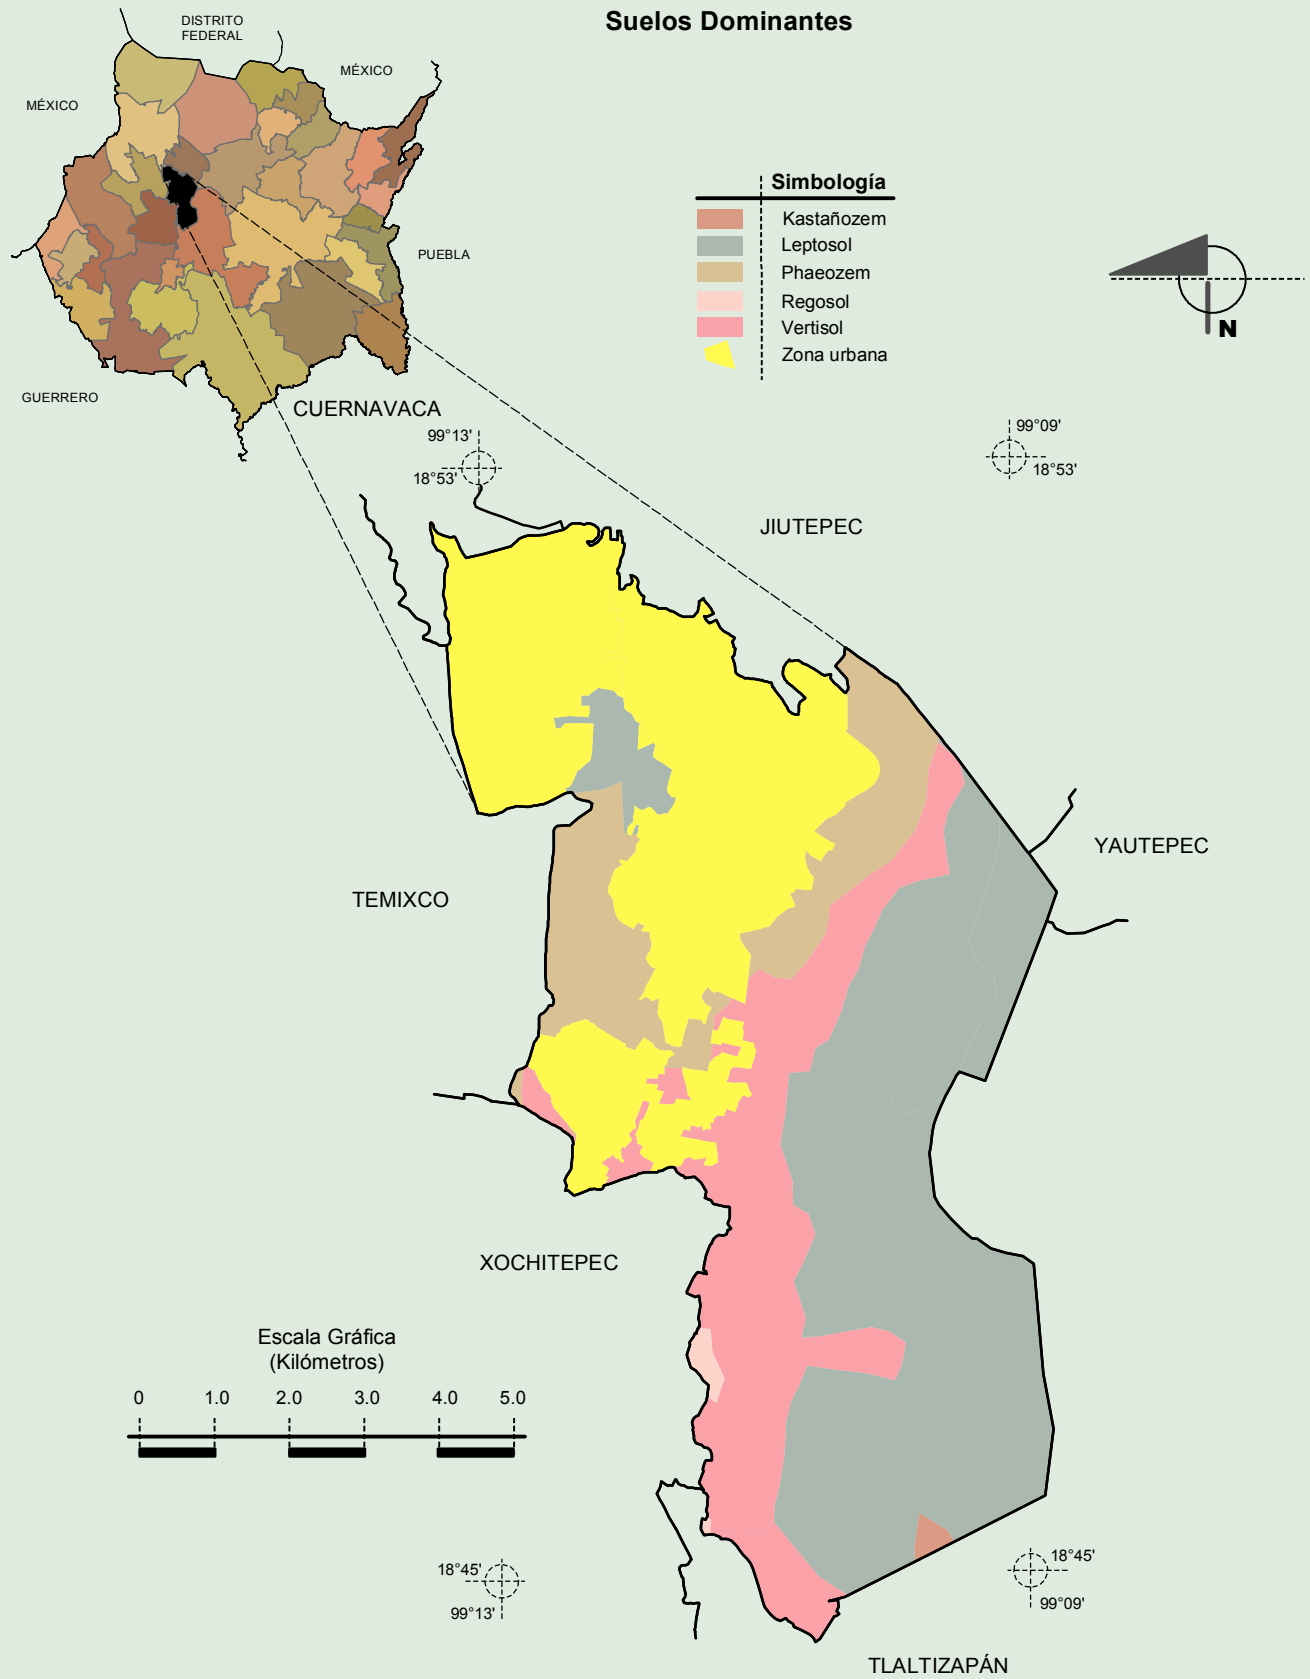 Suelos Dominantes
DISTRITO
FEDERAL
MÉXICO
MÉXICO
PUEBLA
GUERRERO
Simbología
Kastañozem
Leptosol
Phaeozem
Regosol
Vertisol
Zona urbana
N
CUERNAVACA
99°13'
18°53'
99°09'
18°53'
JIUTEPEC
YAUTEPEC
TEMIXCO
XOCHITEPEC
Escala Gráfica
(Kilómetros)
0 1.0 2.0 3.0 4.0 5.0
18°45'
99°13'
18°45'
99°09'
TLALTIZAPÁN